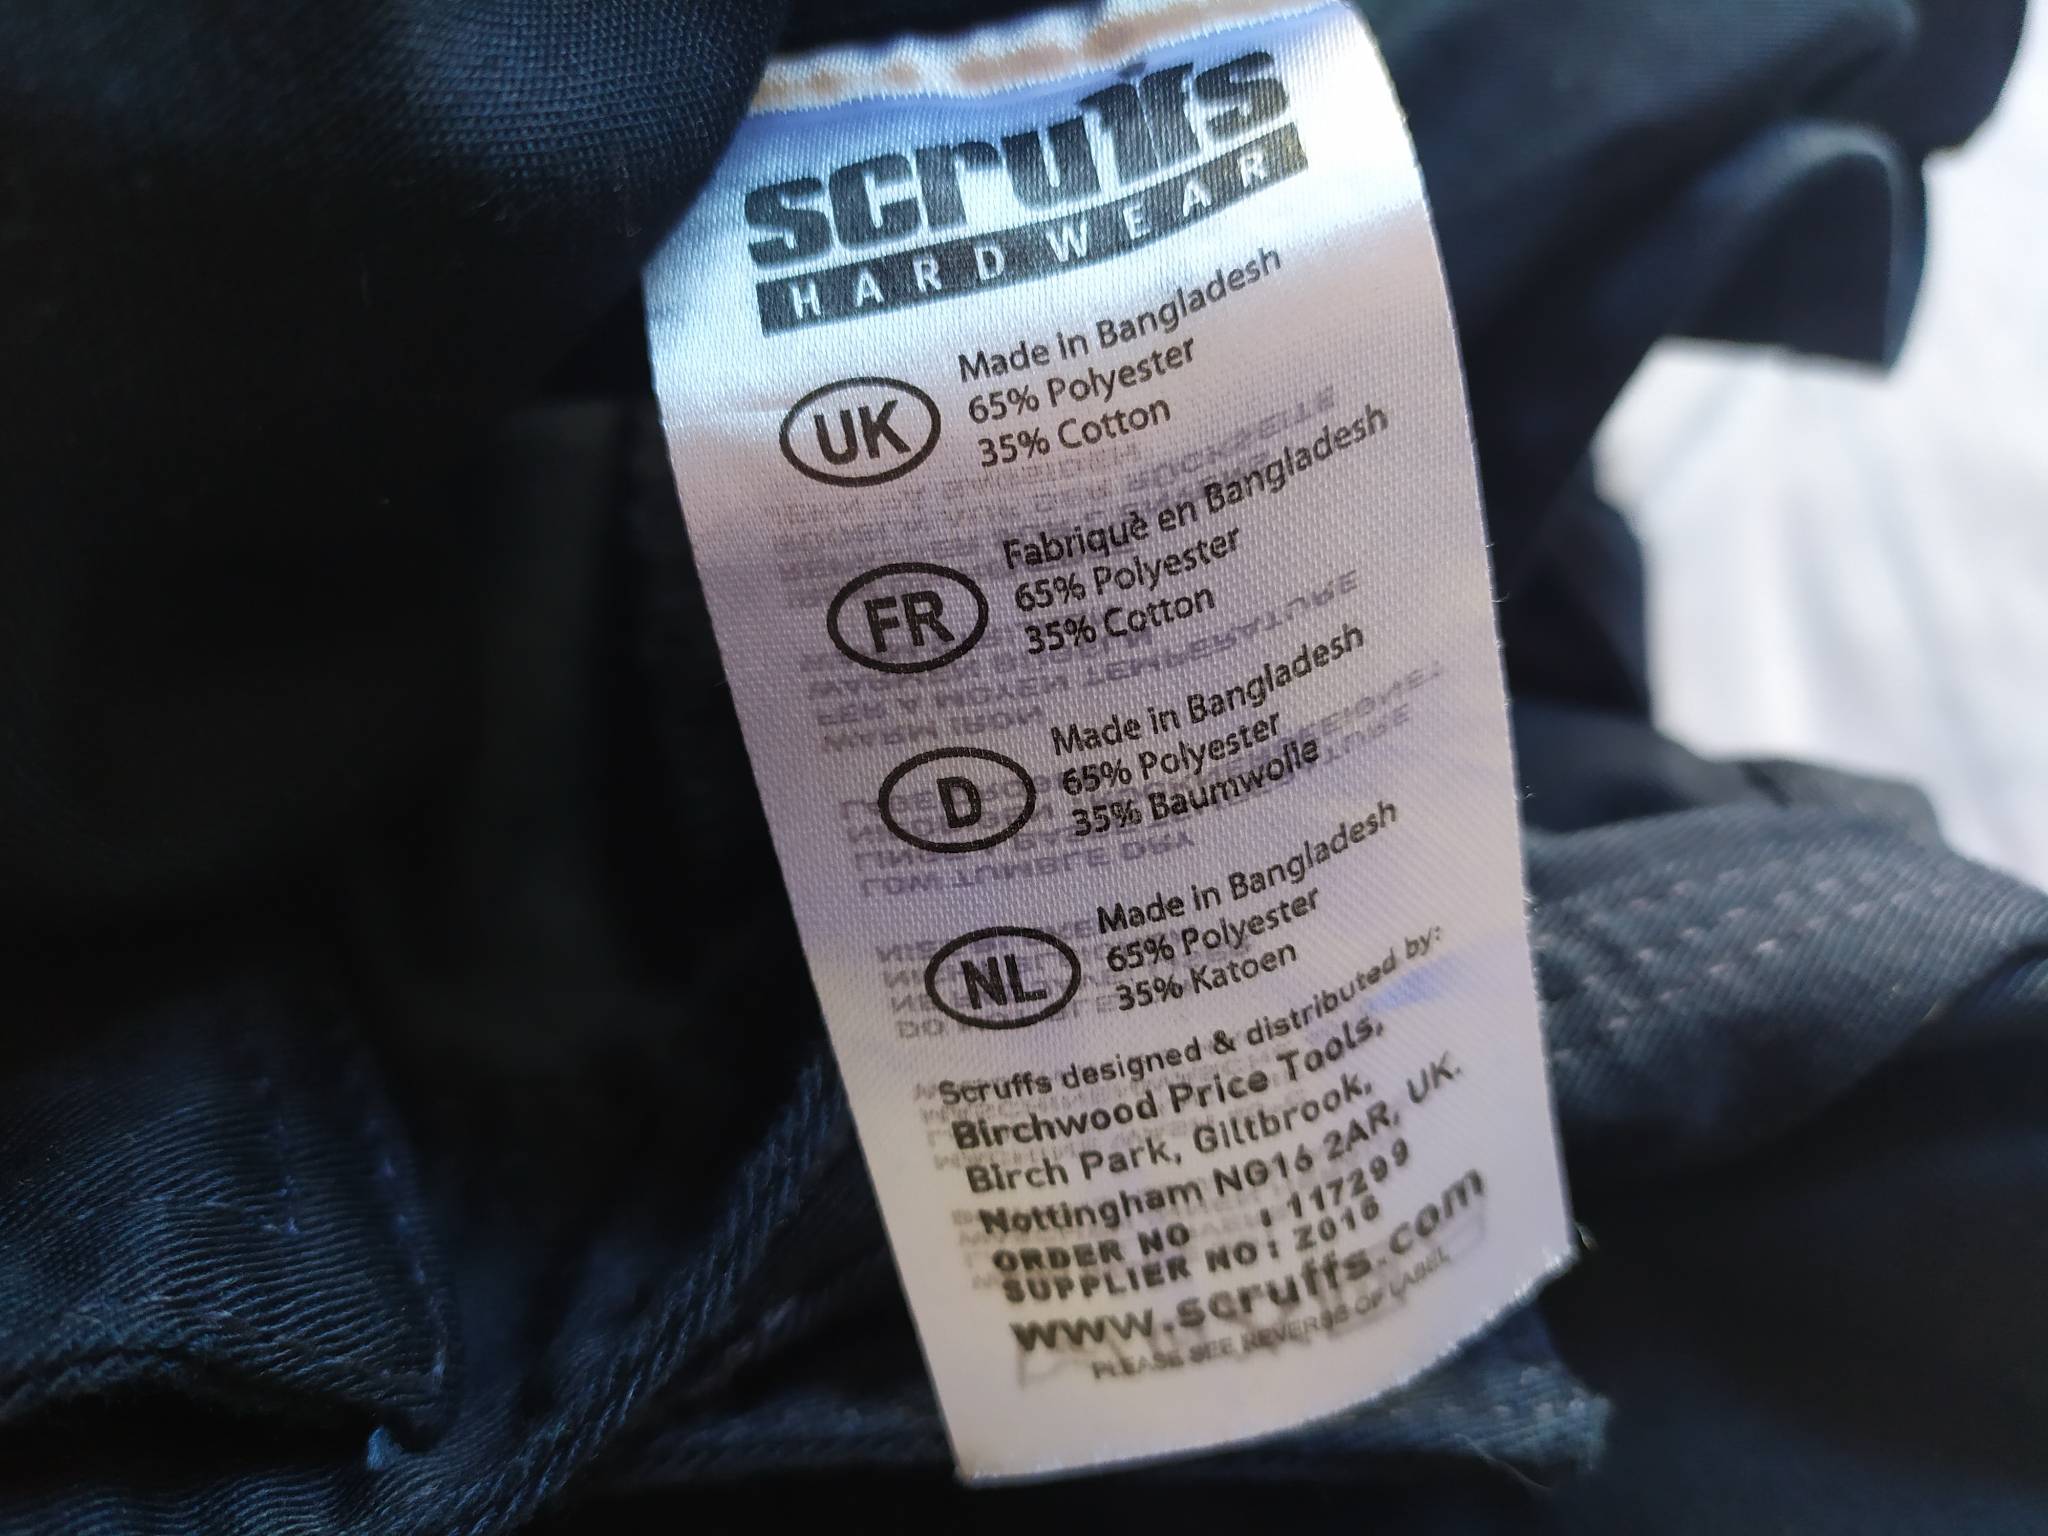 scruffs
HARDWEAR
UK
Made in Bangladesh
65% Polyester
35% Cotton
FR
Fabriquè en Bangladesh
65% Polyester
35% Cotton
D
Made in Bangladesh
65% Polyester
35% Baumwolle
NL
Made in Bangladesh
65% Polyester
35% Katoen
Scruffs designed & distributed by:
Birchwood Price Tools,
Birch Park, Giltbrook,
Nottingham NG16 2AR, UK.
ORDER NO : 117299
SUPPLIER NO : Z016
www.scruffs.com
PLEASE SEE REVERSE OF LABEL